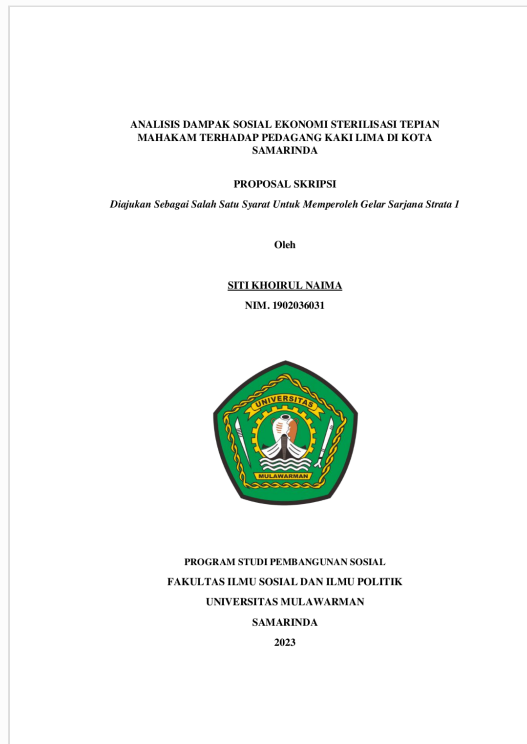 ANALISIS DAMPAK SOSIAL EKONOMI STERILISASI TEPIAN
MAHAKAM TERHADAP PEDAGANG KAKI LIMA DI KOTA
SAMARINDA
PROPOSAL SKRIPSI
Diajukan Sebagai Salah Satu Syarat Untuk Memperoleh Gelar Sarjana Strata 1
Oleh
SITI KHOIRUL NAIMA
NIM. 1902036031
UNIVERSITAS
MULAWARMAN
PROGRAM STUDI PEMBANGUNAN SOSIAL
FAKULTAS ILMU SOSIAL DAN ILMU POLITIK
UNIVERSITAS MULAWARMAN
SAMARINDA
2023